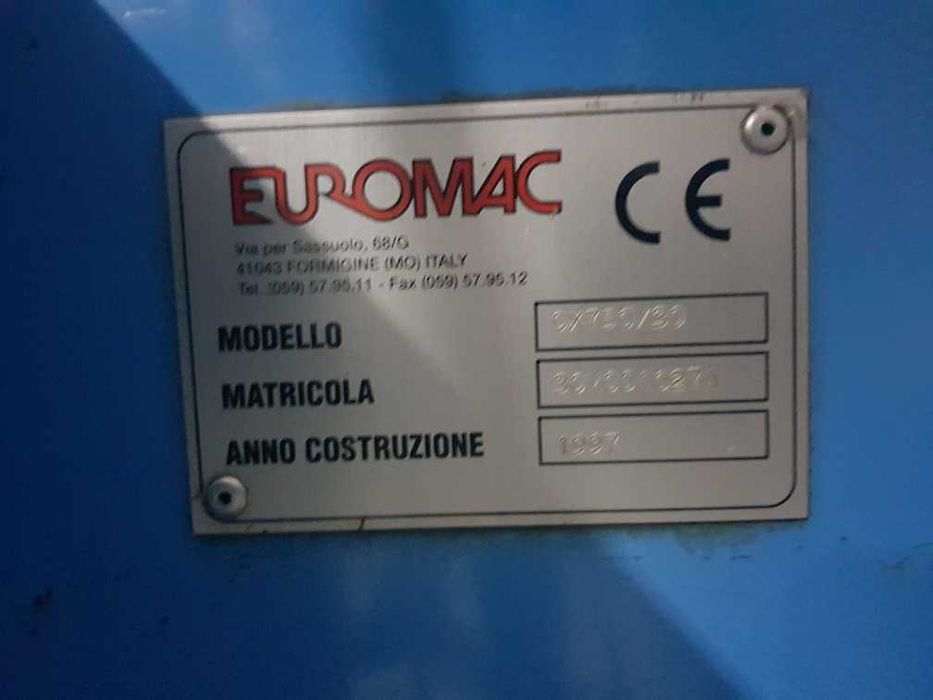 EUROMAC CE
Via per Sassuolo, 68/G
41043 FORMIGINE (MO) ITALY
Tel. (059) 57.95.11 - Fax (059) 57.95.12
MODELLO
MATRICOLA
ANNO COSTRUZIONE 1997